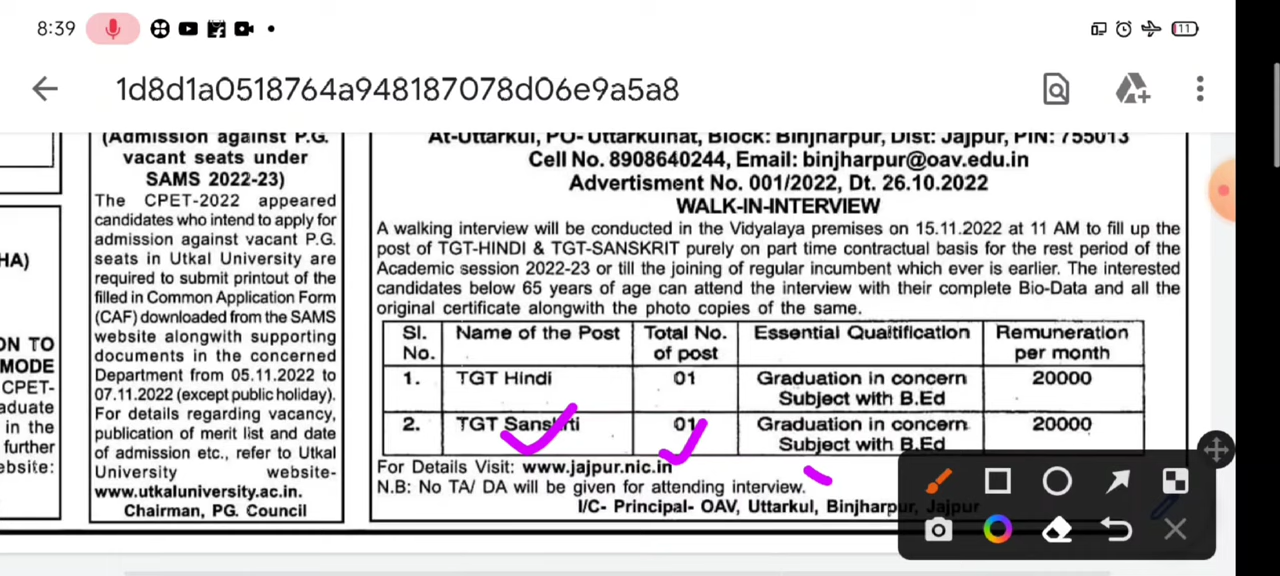 8:39
11
1d8d1a0518764a948187078d06e9a5a8
(Admission against P.G.
vacant seats under
SAMS 2022-23)
The CPET-2022 appeared
candidates who intend to apply for
admission against vacant P.G.
seats in Utkal University are
required to submit printout of the
filled in Common Application Form
(CAF) downloaded from the SAMS
website alongwith supporting
documents in the concerned
Department from 05.11.2022 to
07.11.2022 (except public holiday).
For details regarding vacancy,
publication of merit list and date
of admission etc., refer to Utkal
University website-
www.utkaluniversity.ac.in.
Chairman, PG. Council
HA)
ON TO
MODE
CPET-
aduate
in the
further
ebsite:
At-Uttarkul, PO- Uttarkulhat, Block: Binjharpur, Dist: Jajpur, PIN: 755013
Cell No. 8908640244, Email: binjharpur@oav.edu.in
Advertisment No. 001/2022, Dt. 26.10.2022
WALK-IN-INTERVIEW
A walking interview will be conducted in the Vidyalaya premises on 15.11.2022 at 11 AM to fill up the
post of TGT-HINDI & TGT-SANSKRIT purely on part time contractual basis for the rest period of the
Academic session 2022-23 or till the joining of regular incumbent which ever is earlier. The interested
candidates below 65 years of age can attend the interview with their complete Bio-Data and all the
original certificate alongwith the photo copies of the same.
Sl. No. Name of the Post Total No. of post Essential Qualtification Remuneration per month
1. TGT Hindi 01 Graduation in concern Subject with B.Ed 20000
2. TGT Sanskrti 01 Graduation in concern Subject with B.Ed 20000
For Details Visit: www.jajpur.nic.in
N.B: No TA/ DA will be given for attending interview.
I/C- Principal- OAV, Uttarkul, Binjharpur, Jajpur